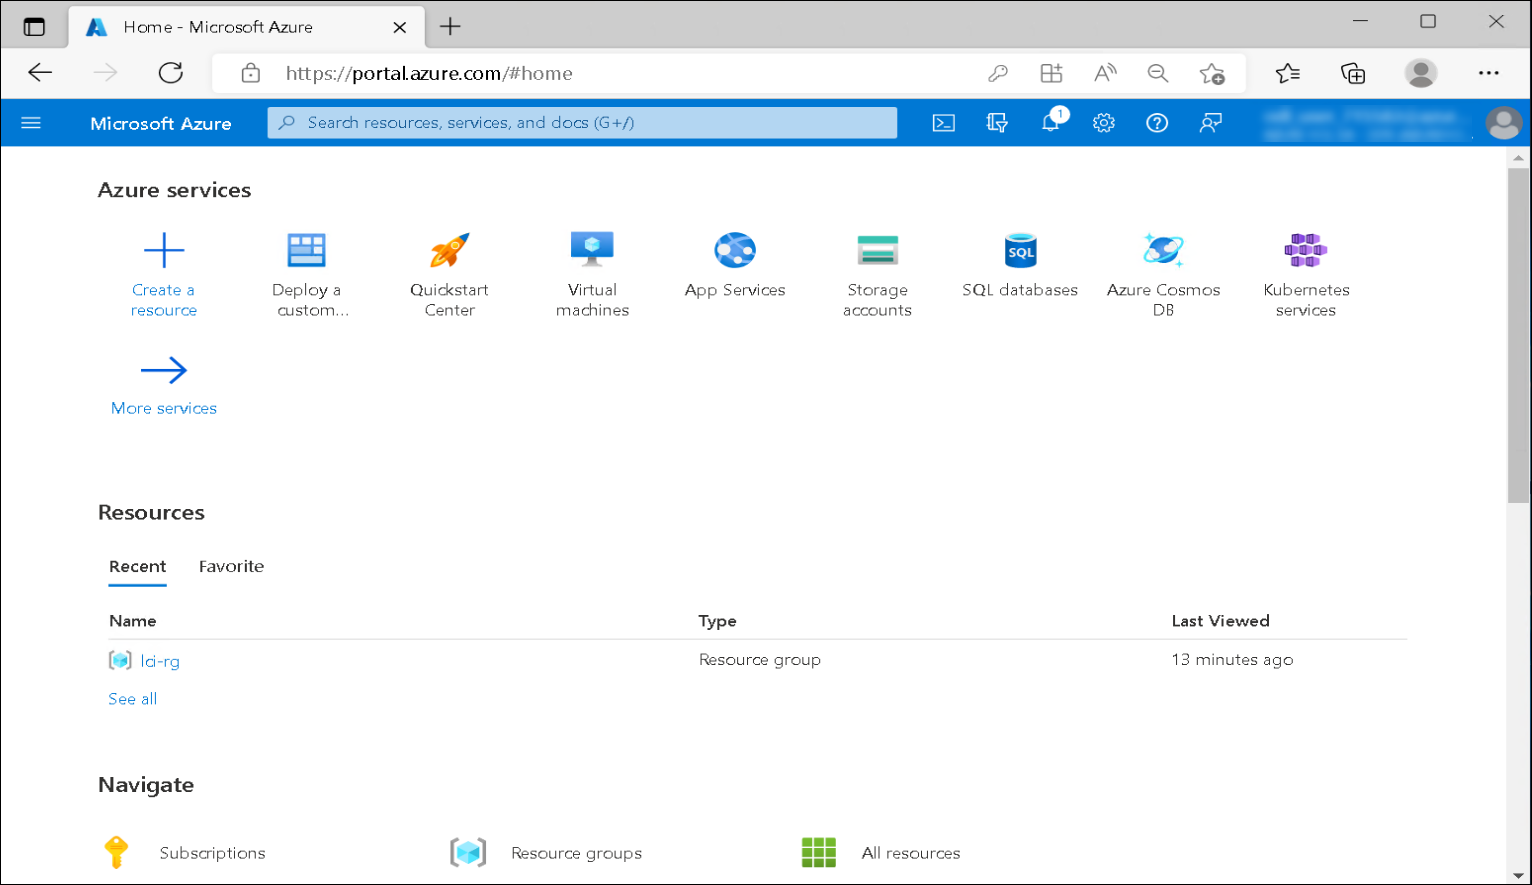 Home - Microsoft Azure
https://portal.azure.com/#home
Microsoft Azure
Search resources, services, and docs (G+/)
1
Azure services
Create a resource
Deploy a custom...
Quickstart Center
Virtual machines
App Services
Storage accounts
SQL
SQL databases
Azure Cosmos DB
Kubernetes services
More services
Resources
Recent Favorite
Name Type Last Viewed
lci-rg Resource group 13 minutes ago
See all
Navigate
Subscriptions Resource groups All resources